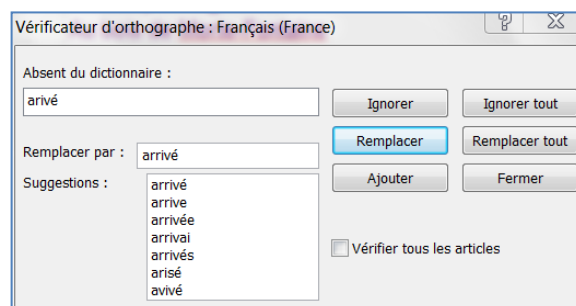 Vérificateur d'orthographe : Français (France)
Absent du dictionnaire :
arivé
Ignorer
Ignorer tout
Remplacer par :
arrivé
Remplacer
Remplacer tout
Suggestions :
arrivé
arrive
arrivée
arrivai
arrivés
arisé
avivé
Ajouter
Fermer
Vérifier tous les articles